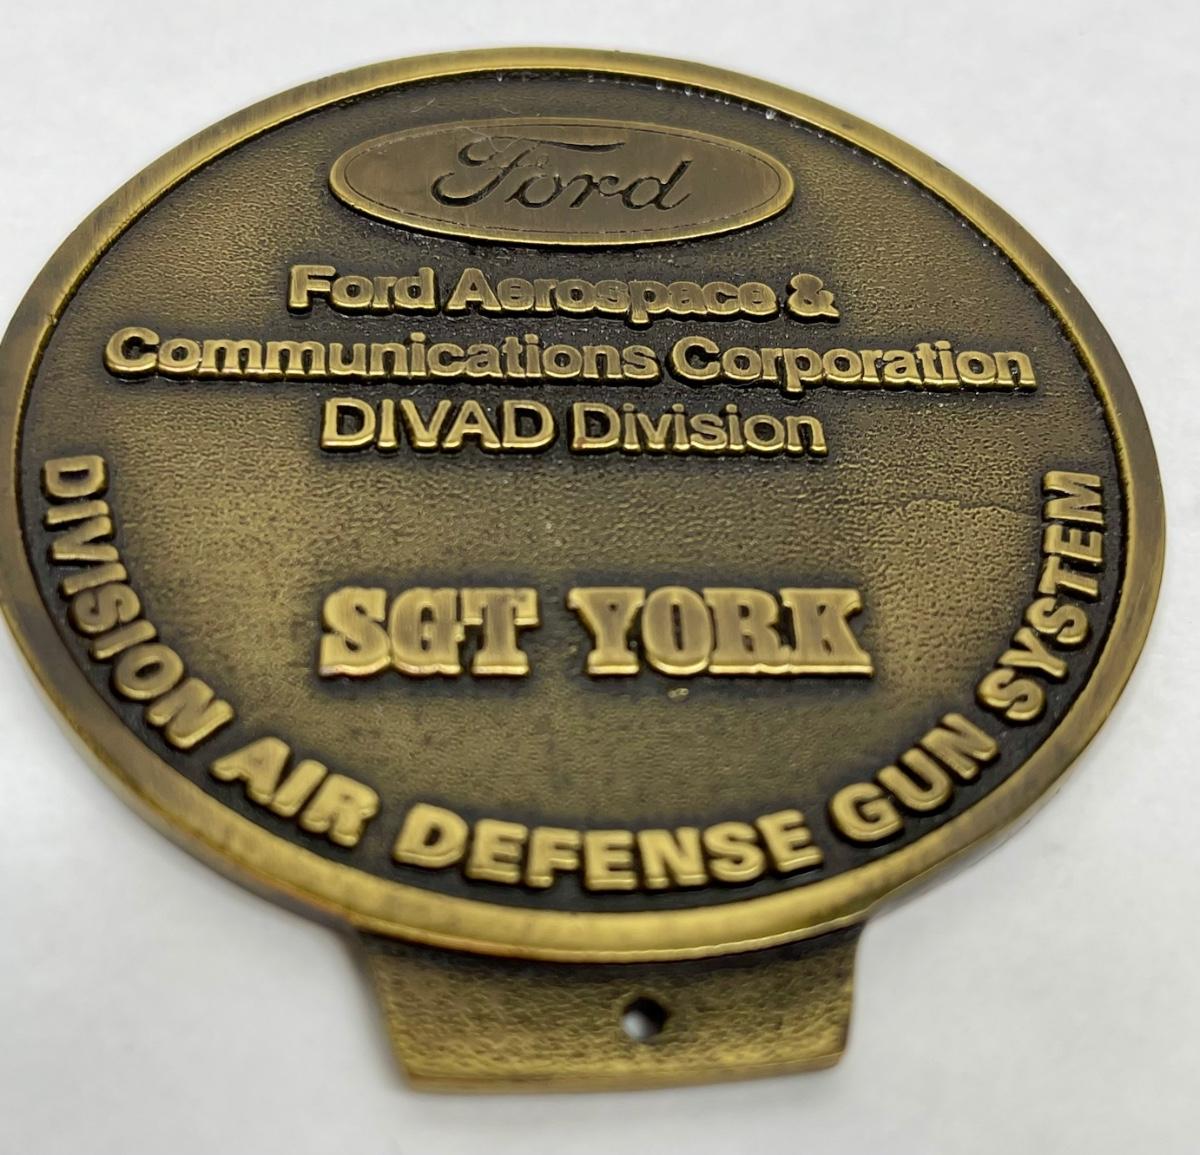 Ford
Ford Aerospace &
Communications Corporation
DIVAD Division
SGT YORK
DIVISION AIR DEFENSE GUN SYSTEM